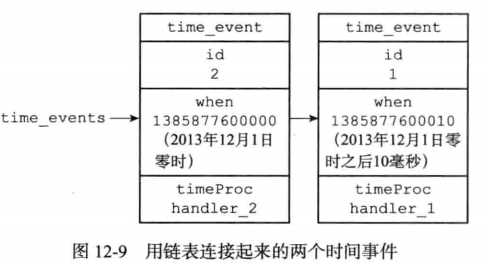 time_events
time_event
id
2
when
1385877600000
（2013年12月1日
零时）
timeProc
handler_2
time_event
id
1
when
1385877600010
（2013年12月1日零
时之后10毫秒）
timeProc
handler_1
图 12-9 用链表连接起来的两个时间事件